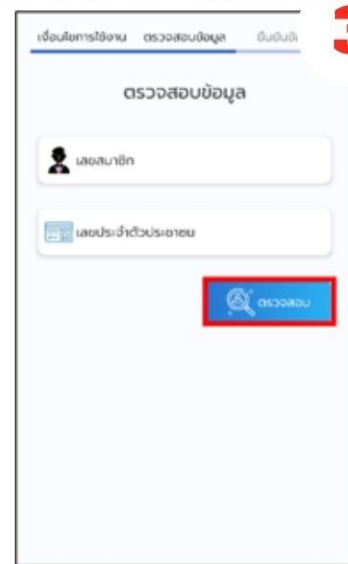 3
เงื่อนไขการใช้งาน ตรวจสอบข้อมูล
ตรวจสอบข้อมูล
เลขสมาชิก
เลขประจำตัวประชาชน
ตรวจสอบ